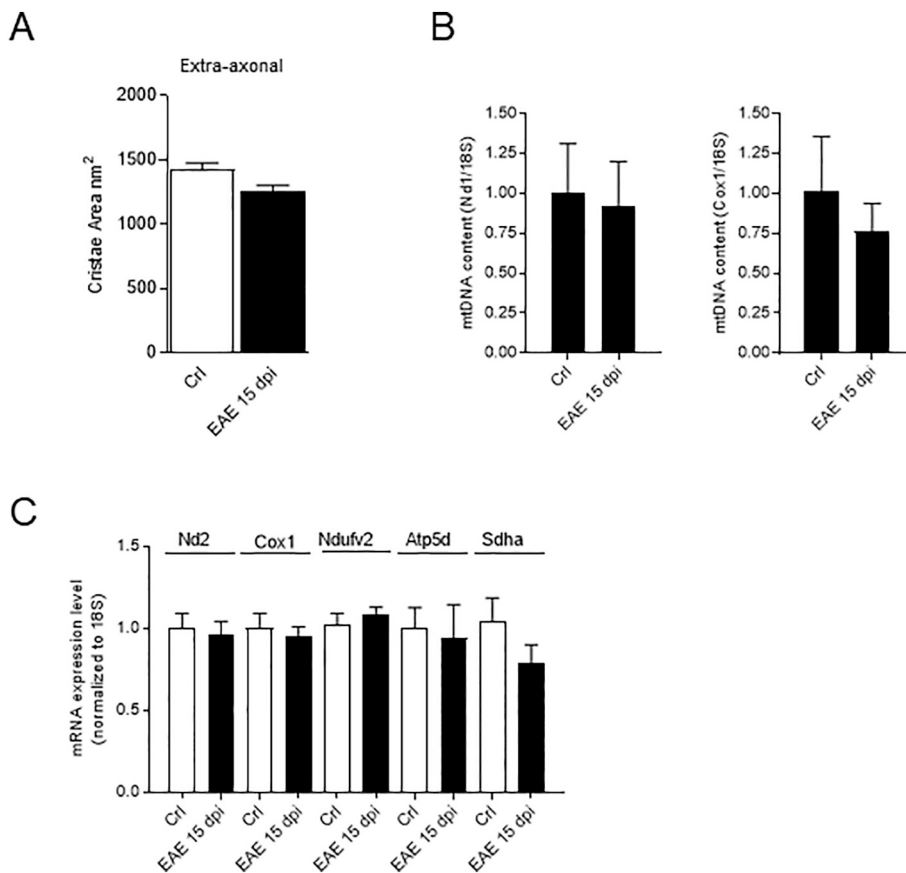 A
Extra-axonal
Cristae Area nm²
2000
1500
1000
500
0
Crl
EAE 15 dpi
B
mtDNA content (Nd1/18S)
1.50
1.25
1.00
0.75
0.50
0.25
0.00
Crl
EAE 15 dpi
mtDNA content (Cox1/18S)
1.50
1.25
1.00
0.75
0.50
0.25
0.00
Crl
EAE 15 dpi
C
mRNA expression level
(normalized to 18S)
1.5
1.0
0.5
0.0
Nd2 Cox1 Ndufv2 Atp5d Sdha
Crl
EAE 15 dpi
Crl
EAE 15 dpi
Crl
EAE 15 dpi
Crl
EAE 15 dpi
Crl
EAE 15 dpi